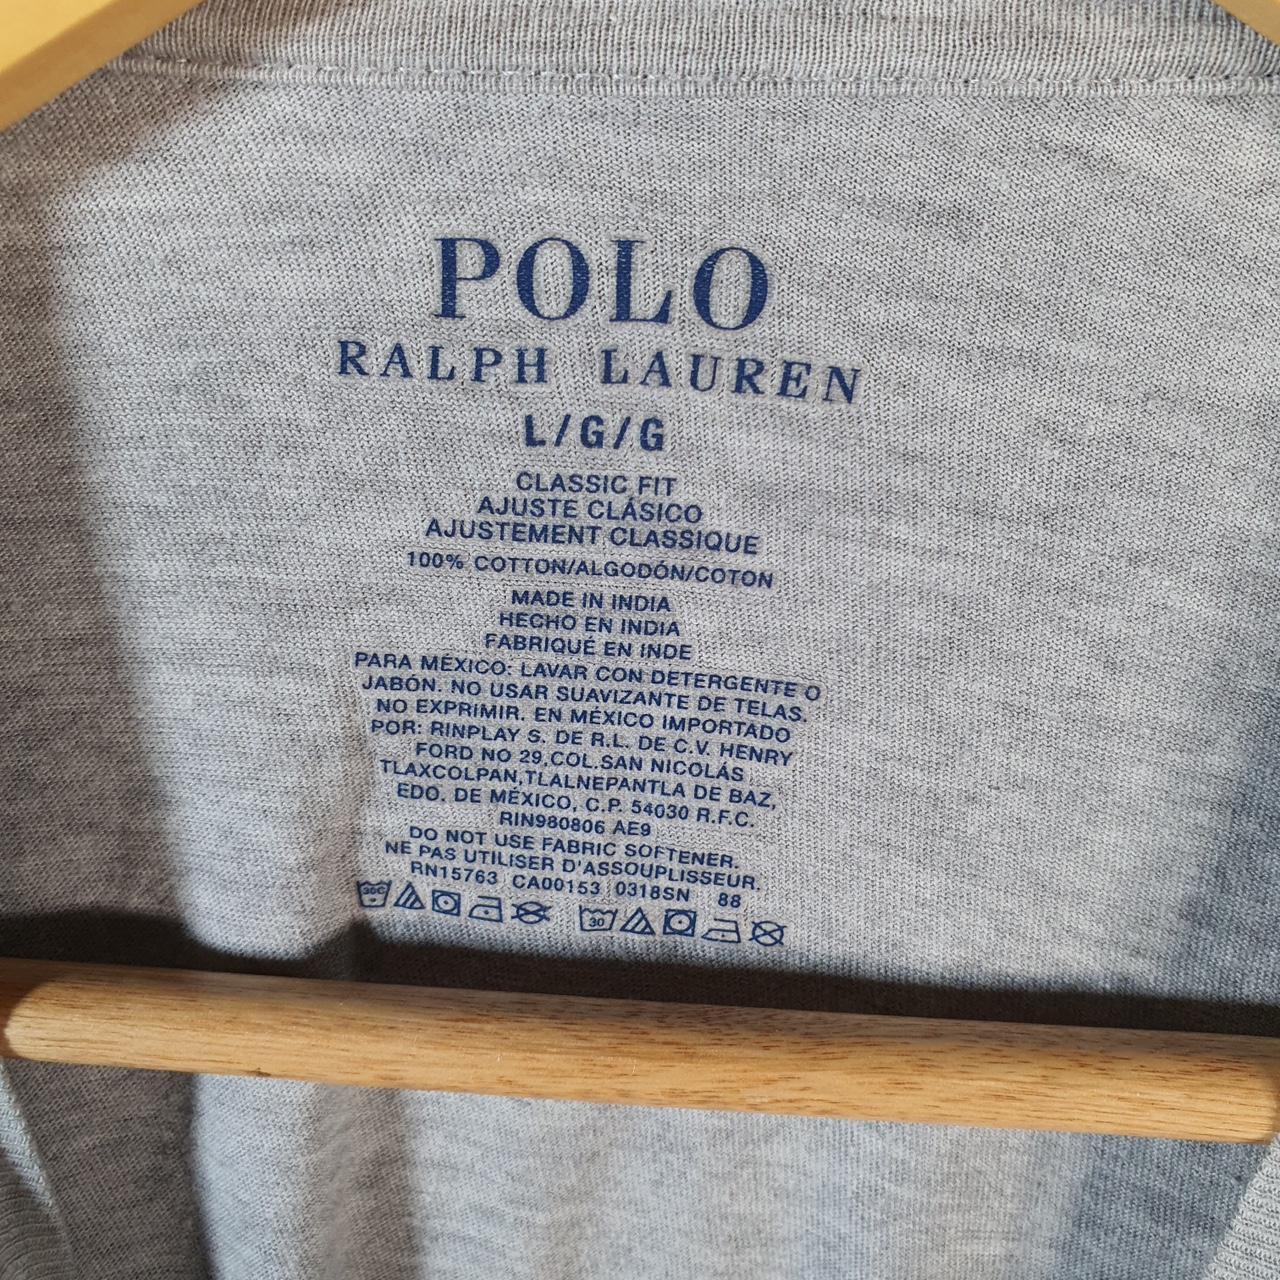 POLO
RALPH LAUREN
L/G/G
CLASSIC FIT
AJUSTE CLÁSICO
AJUSTEMENT CLASSIQUE
100% COTTON/ALGODÓN/COTON
MADE IN INDIA
HECHO EN INDIA
FABRIQUÉ EN INDE
PARA MÉXICO: LAVAR CON DETERGENTE O
JABÓN. NO USAR SUAVIZANTE DE TELAS.
NO EXPRIMIR. EN MÉXICO IMPORTADO
POR: RINPLAY S. DE R.L. DE C.V. HENRY
FORD NO 29,COL.SAN NICOLÁS
TLAXCOLPAN,TLALNEPANTLA DE BAZ,
EDO. DE MÉXICO, C.P. 54030 R.F.C.
RIN980806 AE9
DO NOT USE FABRIC SOFTENER.
NE PAS UTILISER D'ASSOUPLISSEUR.
RN15763 CA00153 0318SN 88
30C 30